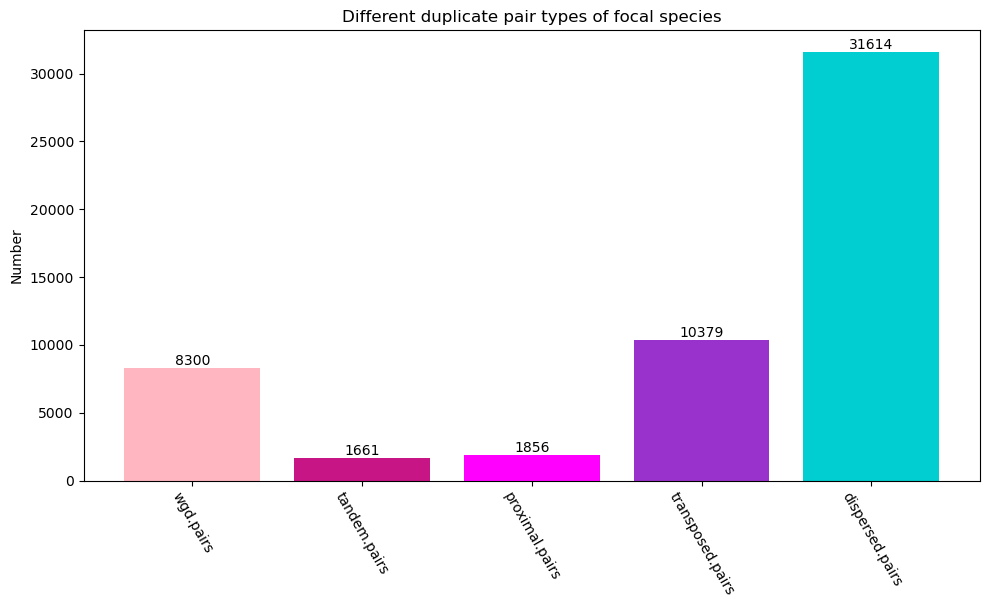 Different duplicate pair types of focal species
31614
30000
25000
20000
15000
10000
5000
0
Number
8300
1661
1856
10379
wgd.pairs
tandem.pairs
proximal.pairs
transposed.pairs
dispersed.pairs